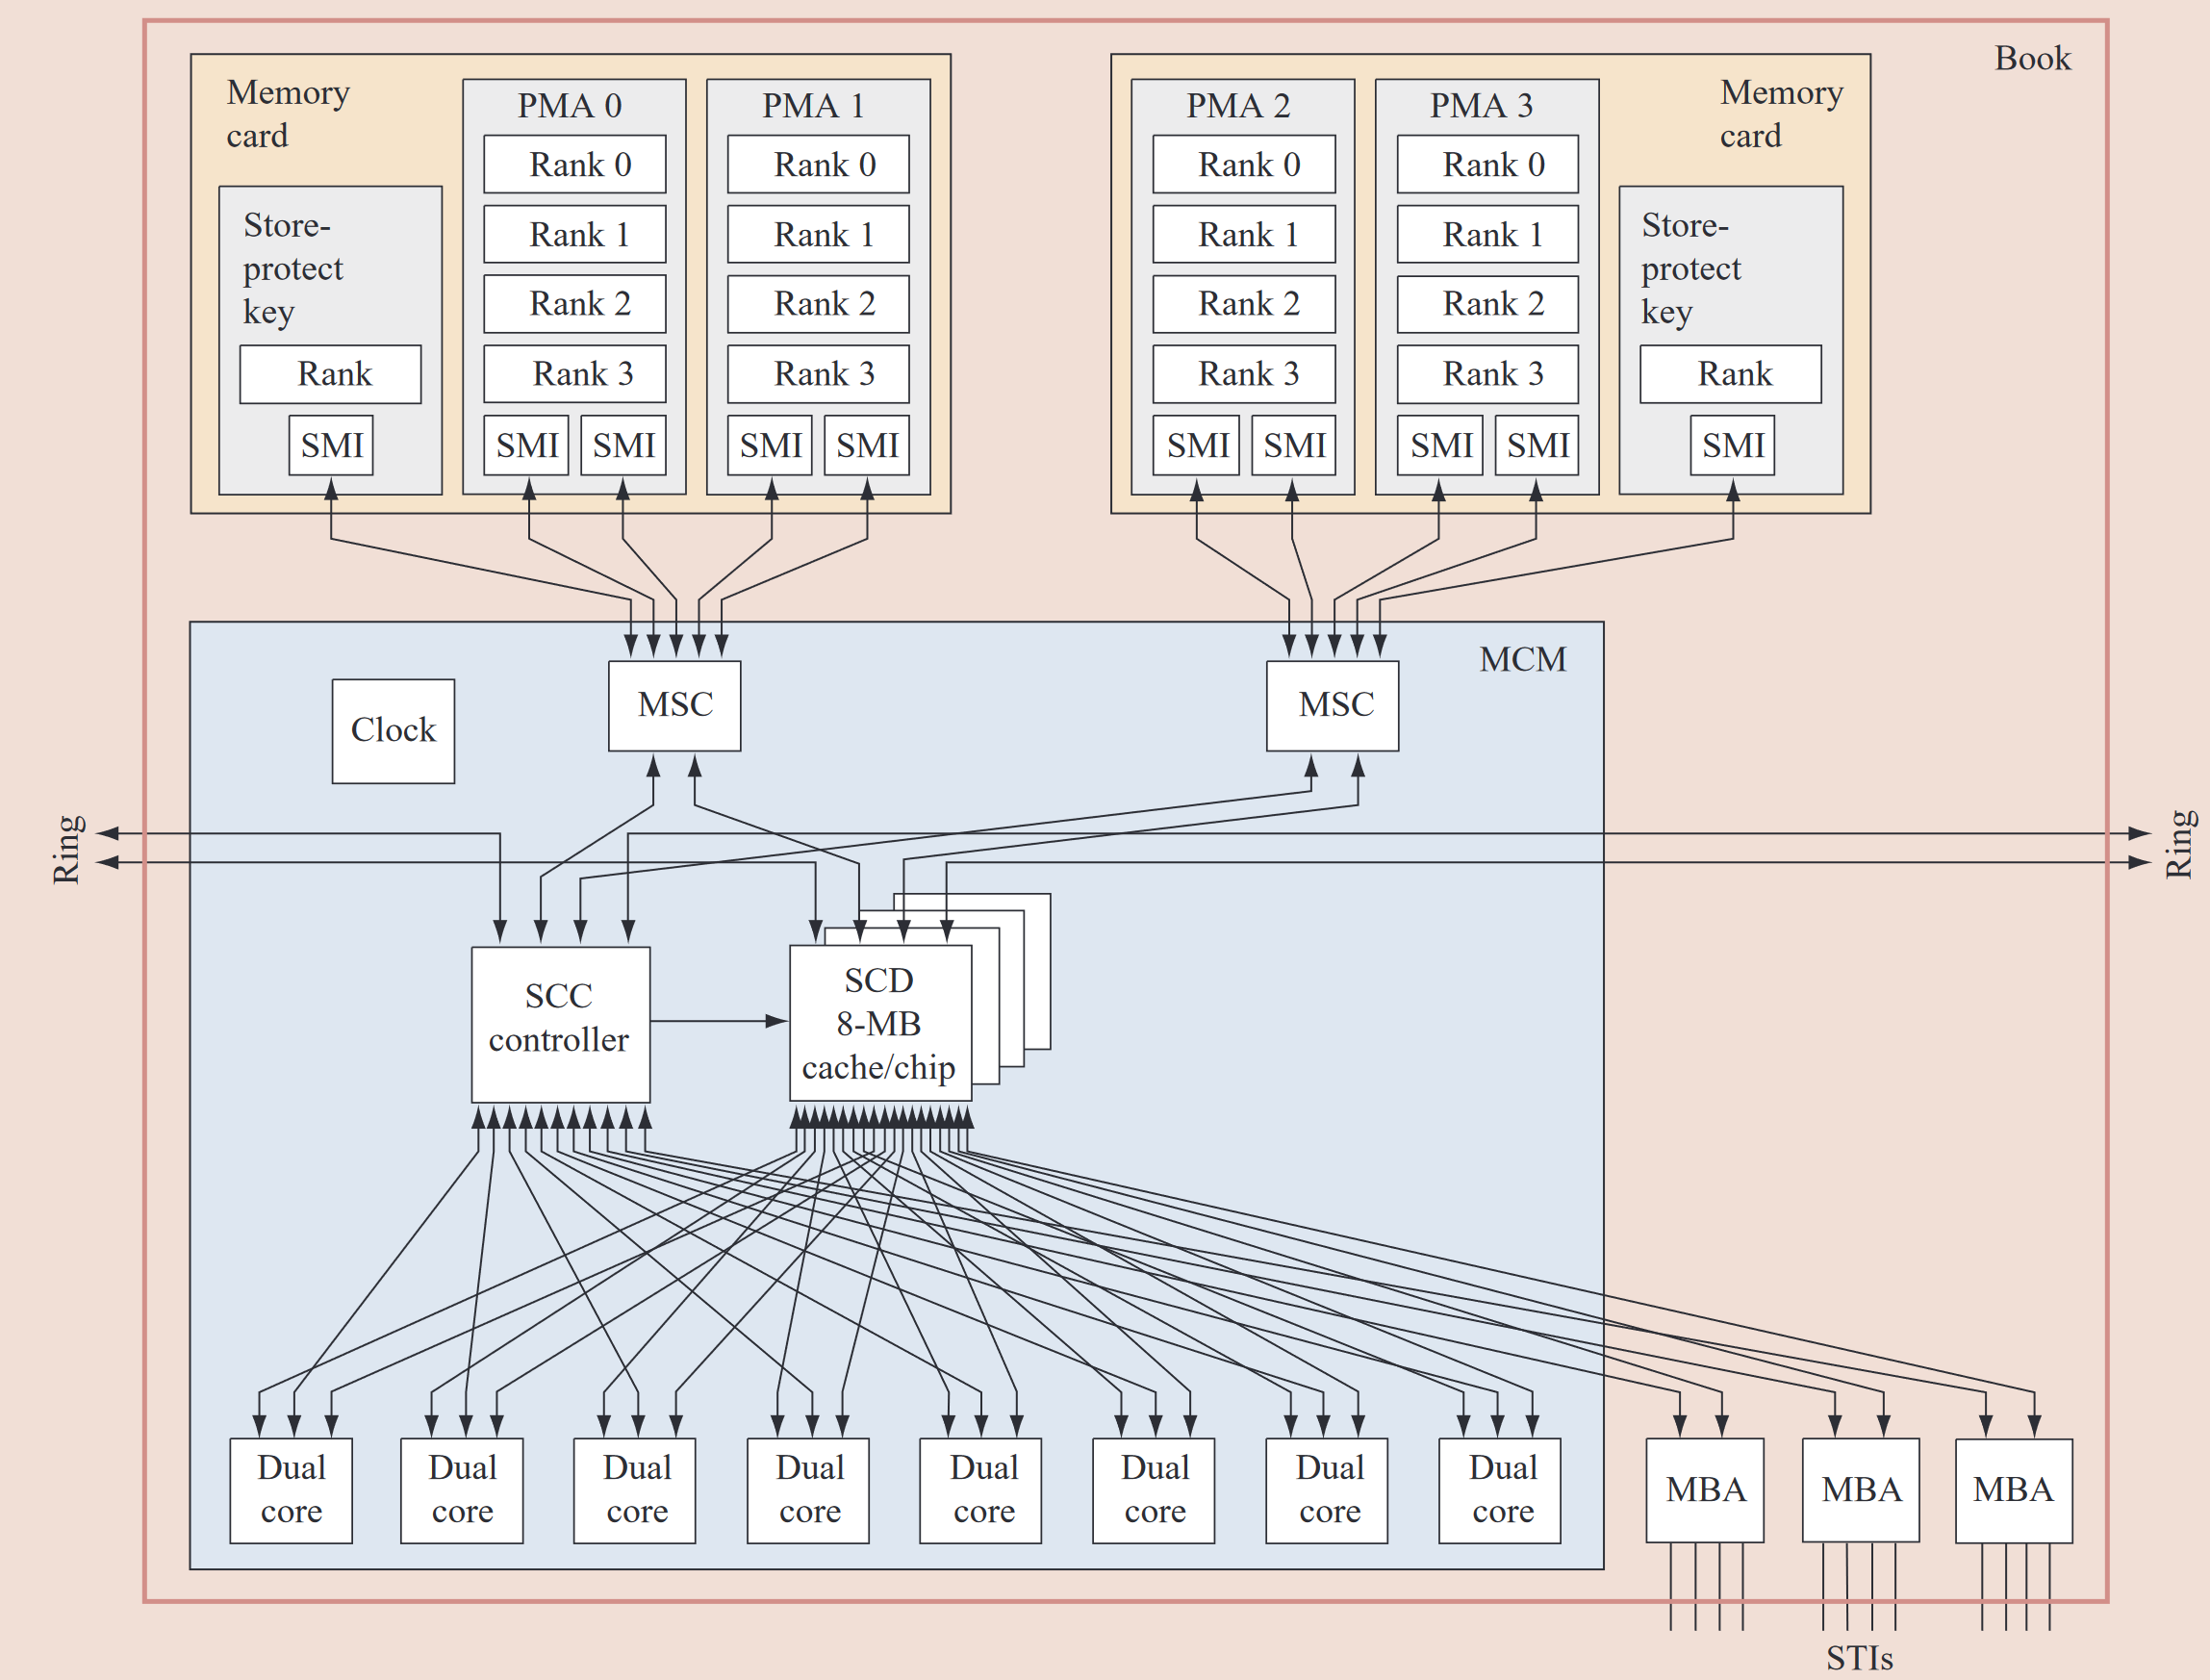 Book
Memory
card
PMA 0
PMA 1
Rank 0
Rank 0
Store-
protect
key
Rank 1
Rank 1
Rank 2
Rank 2
Rank
Rank 3
Rank 3
SMI
SMI
SMI
SMI
SMI
PMA 2
PMA 3
Memory
card
Rank 0
Rank 0
Rank 1
Rank 1
Store-
protect
key
Rank 2
Rank 2
Rank 3
Rank 3
Rank
SMI
SMI
SMI
SMI
SMI
MCM
Clock
MSC
MSC
Ring
Ring
SCC
controller
SCD
8-MB
cache/chip
Dual
core
Dual
core
Dual
core
Dual
core
Dual
core
Dual
core
Dual
core
Dual
core
MBA
MBA
MBA
STIs